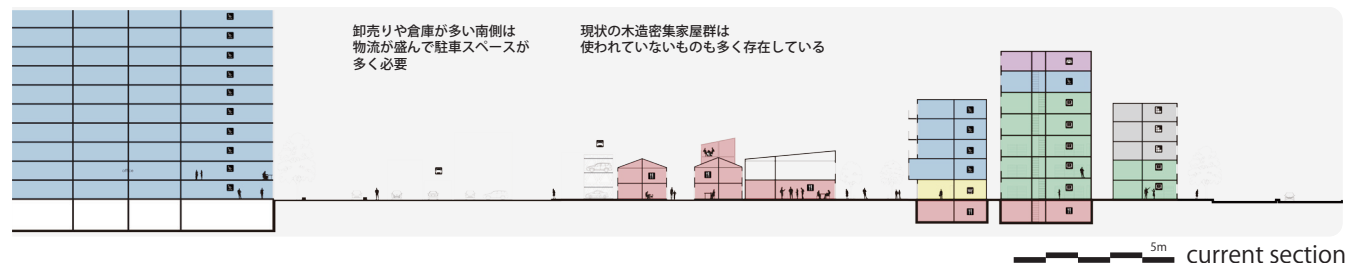 卸売りや倉庫が多い南側は
物流が盛んで駐車スペースが
多く必要
現状の木造密集家屋群は
使われていないものも多く存在している
5m
current section